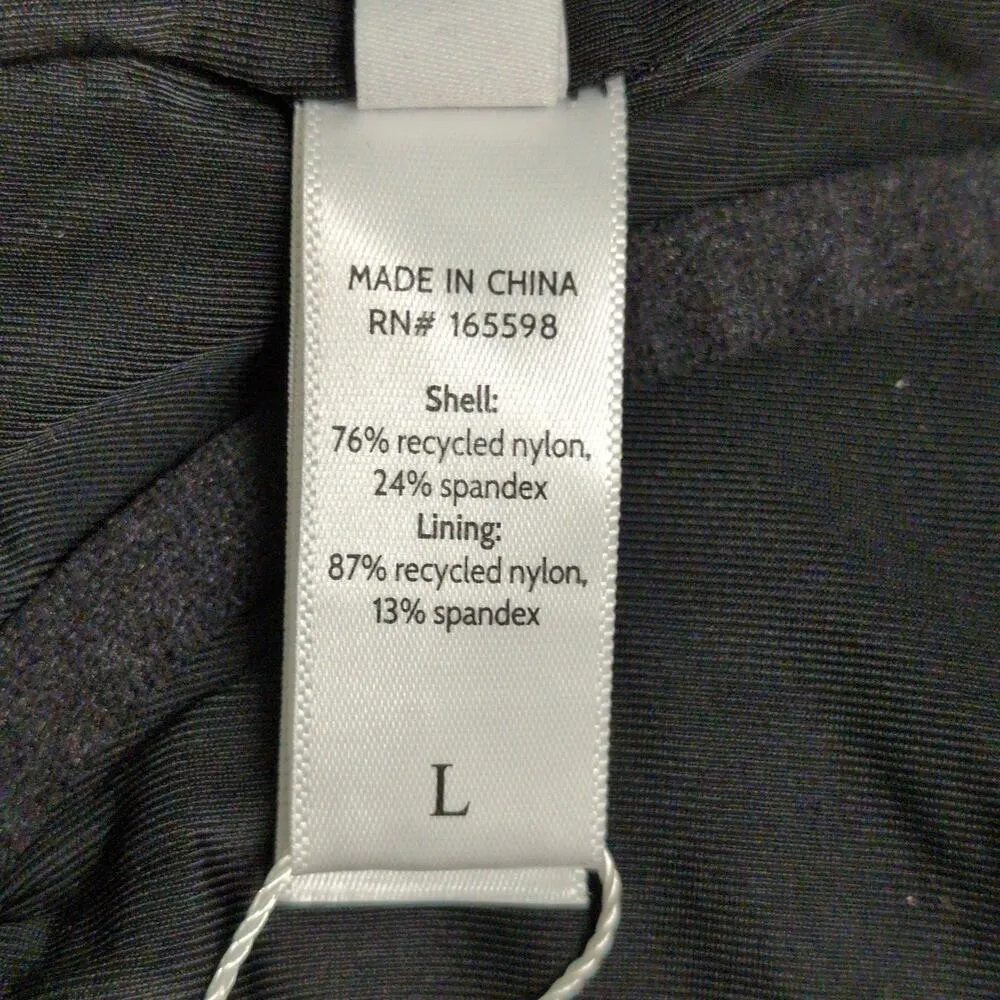 MADE IN CHINA
RN# 165598
Shell:
76% recycled nylon,
24% spandex
Lining:
87% recycled nylon,
13% spandex
L